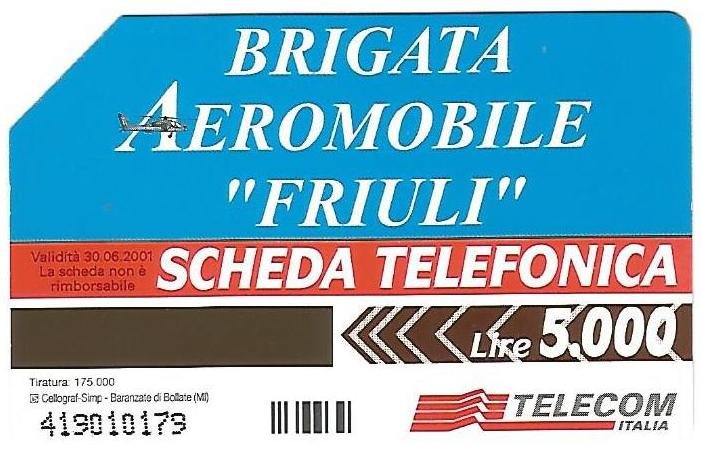 BRIGATA
AEROMOBILE
"FRIULI"
Validità 30.06.2001
La scheda non è
rimborsabile
SCHEDA TELEFONICA
Lire 5.000
Tiratura: 175.000
Cellograf-Simp - Baranzate di Bollate (MI)
419010179
TELECOM
ITALIA